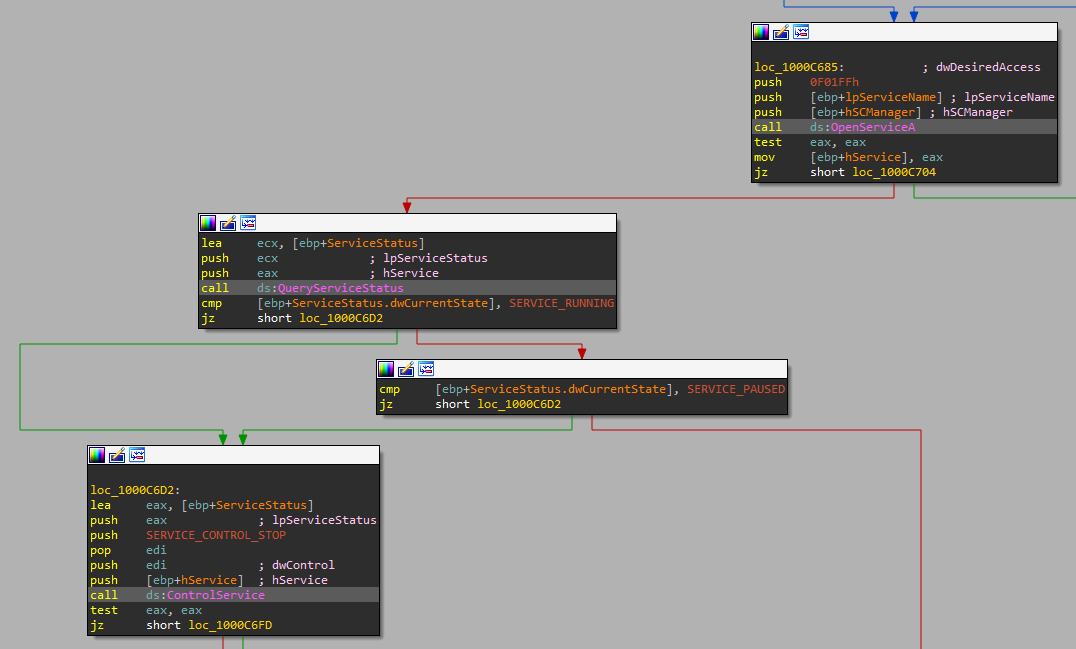 loc_1000C685: ; dwDesiredAccess
push 0F01FFh
push [ebp+lpServiceName] ; lpServiceName
push [ebp+hSCManager] ; hSCManager
call ds:OpenServiceA
test eax, eax
mov [ebp+hService], eax
jz short loc_1000C704
lea ecx, [ebp+ServiceStatus]
push ecx ; lpServiceStatus
push eax ; hService
call ds:QueryServiceStatus
cmp [ebp+ServiceStatus.dwCurrentState], SERVICE_RUNNING
jz short loc_1000C6D2
cmp [ebp+ServiceStatus.dwCurrentState], SERVICE_PAUSED
jz short loc_1000C6D2
loc_1000C6D2:
lea eax, [ebp+ServiceStatus]
push eax ; lpServiceStatus
push SERVICE_CONTROL_STOP
pop edi
push edi ; dwControl
push [ebp+hService] ; hService
call ds:ControlService
test eax, eax
jz short loc_1000C6FD